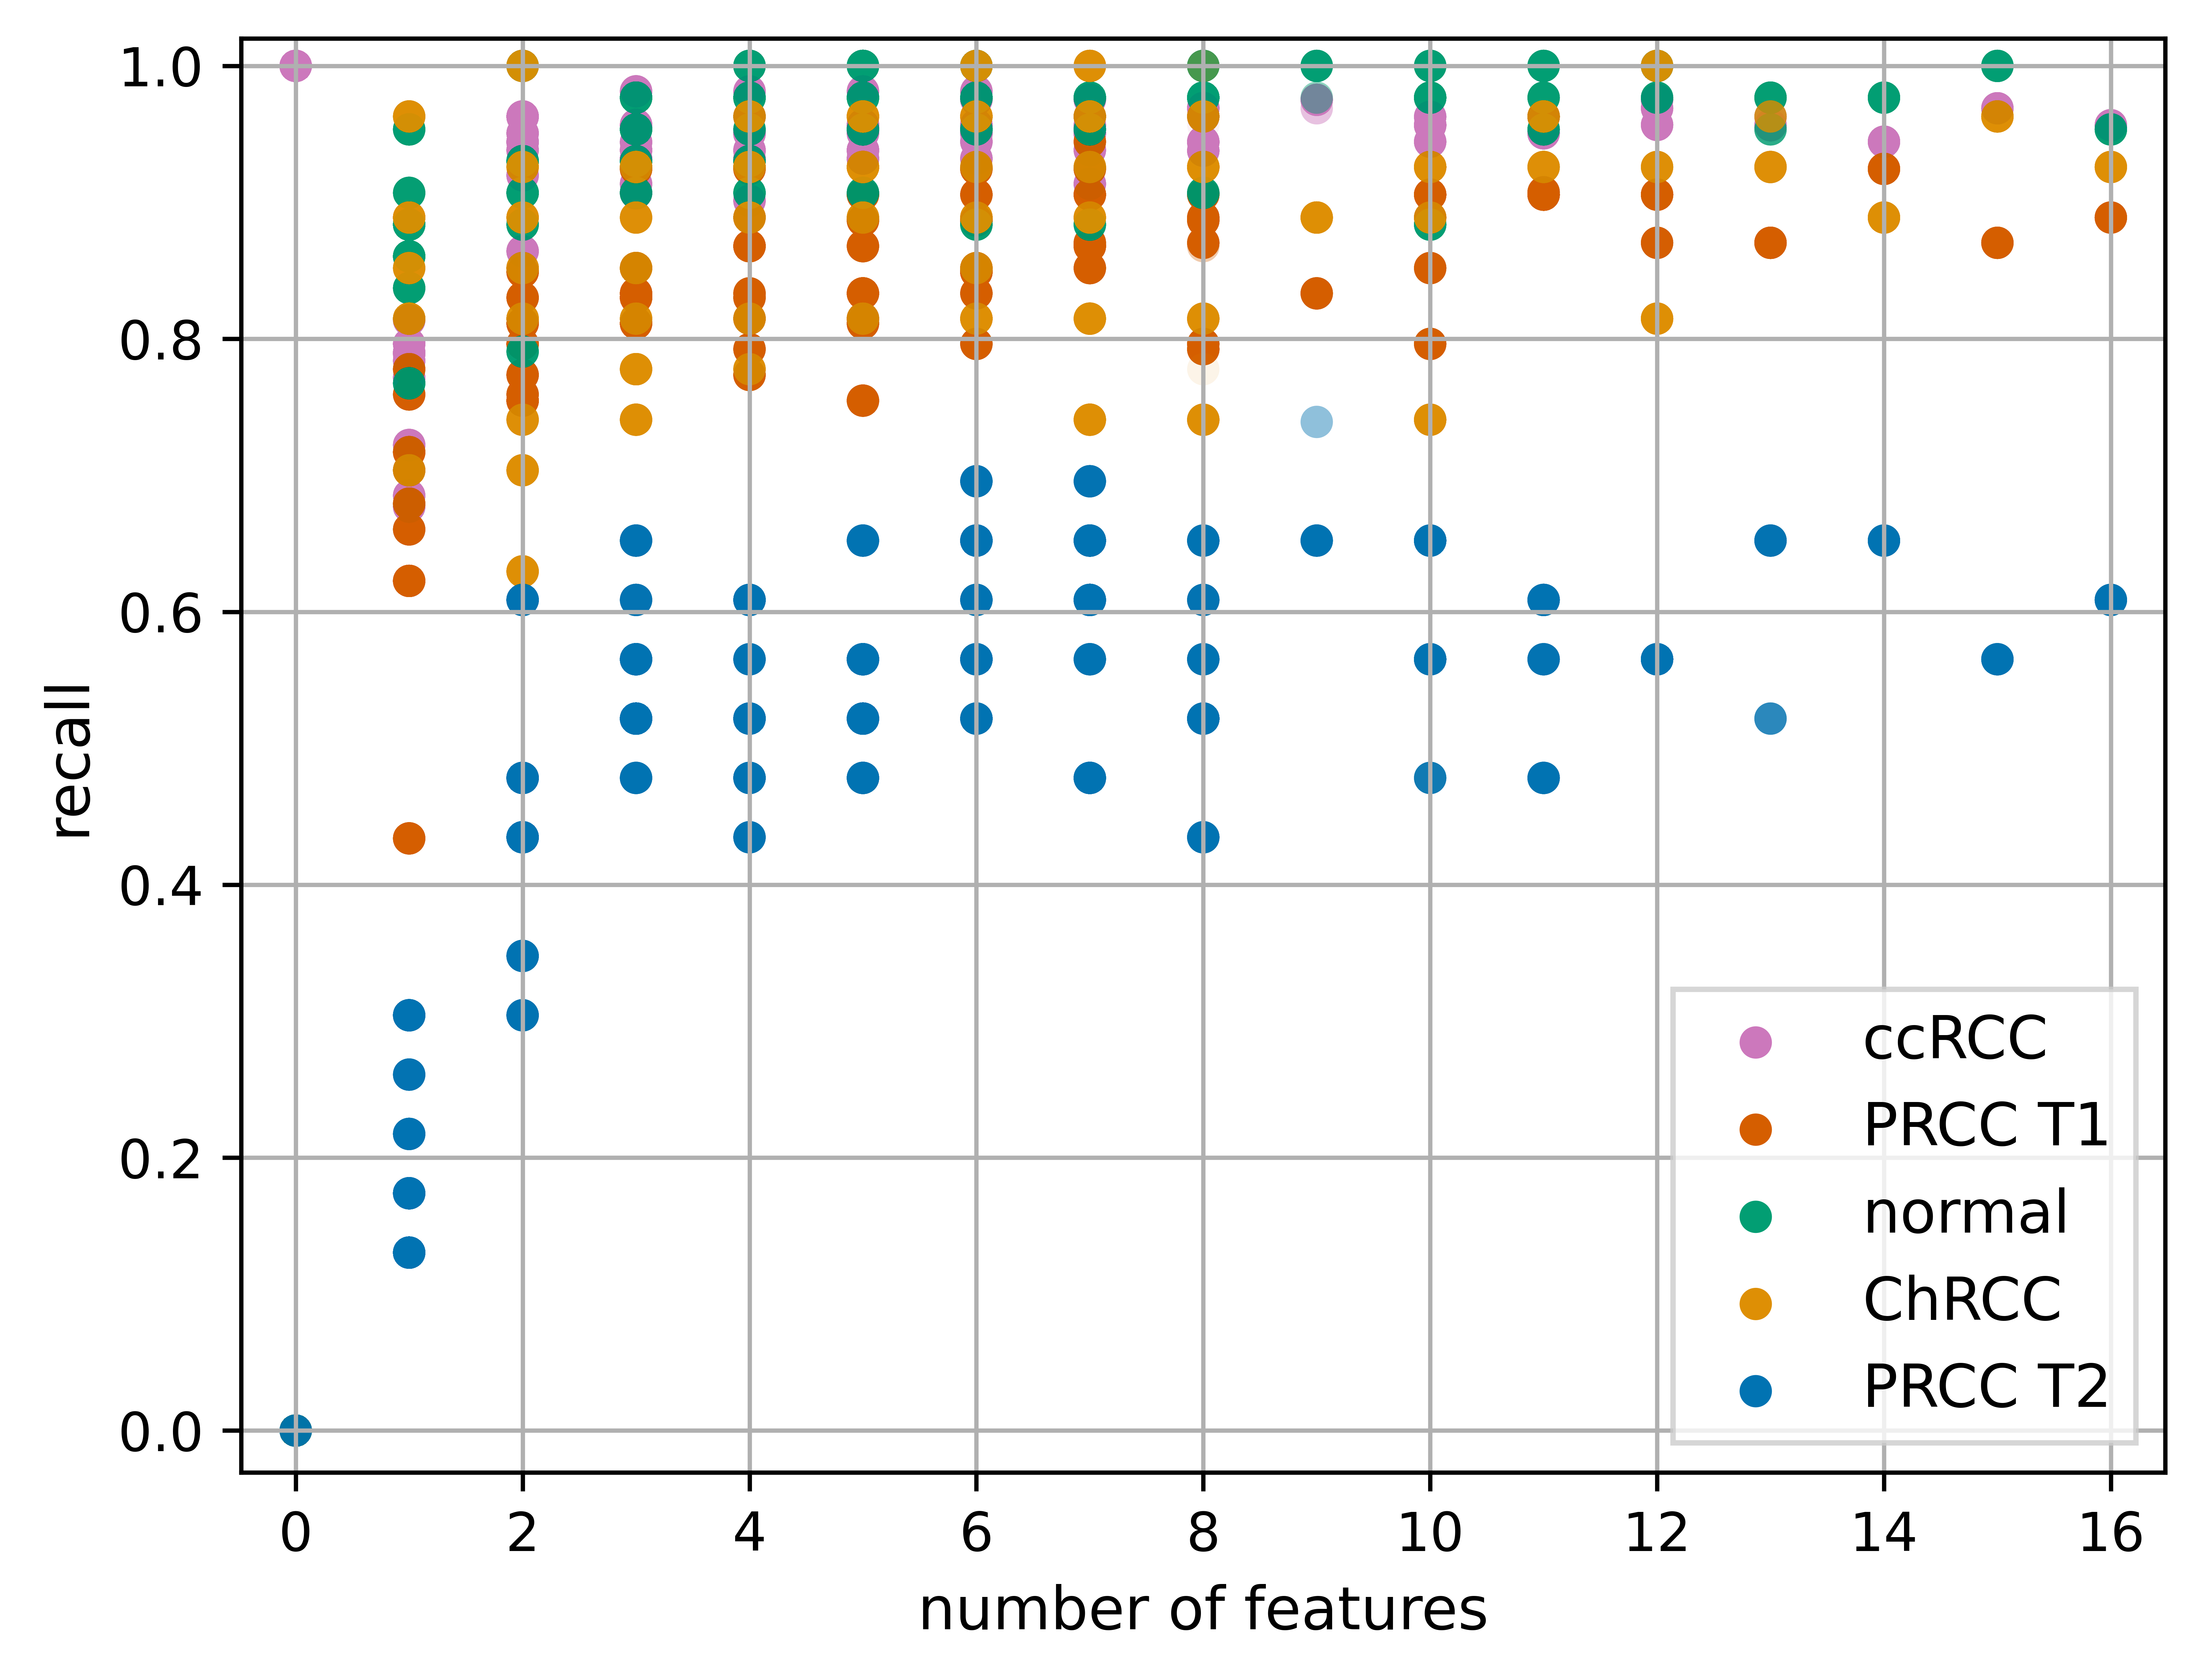 1.0
0.8
0.6
0.4
0.2
0.0
recall
0 2 4 6 8 10 12 14 16
number of features
ccRCC
PRCC T1
normal
ChRCC
PRCC T2